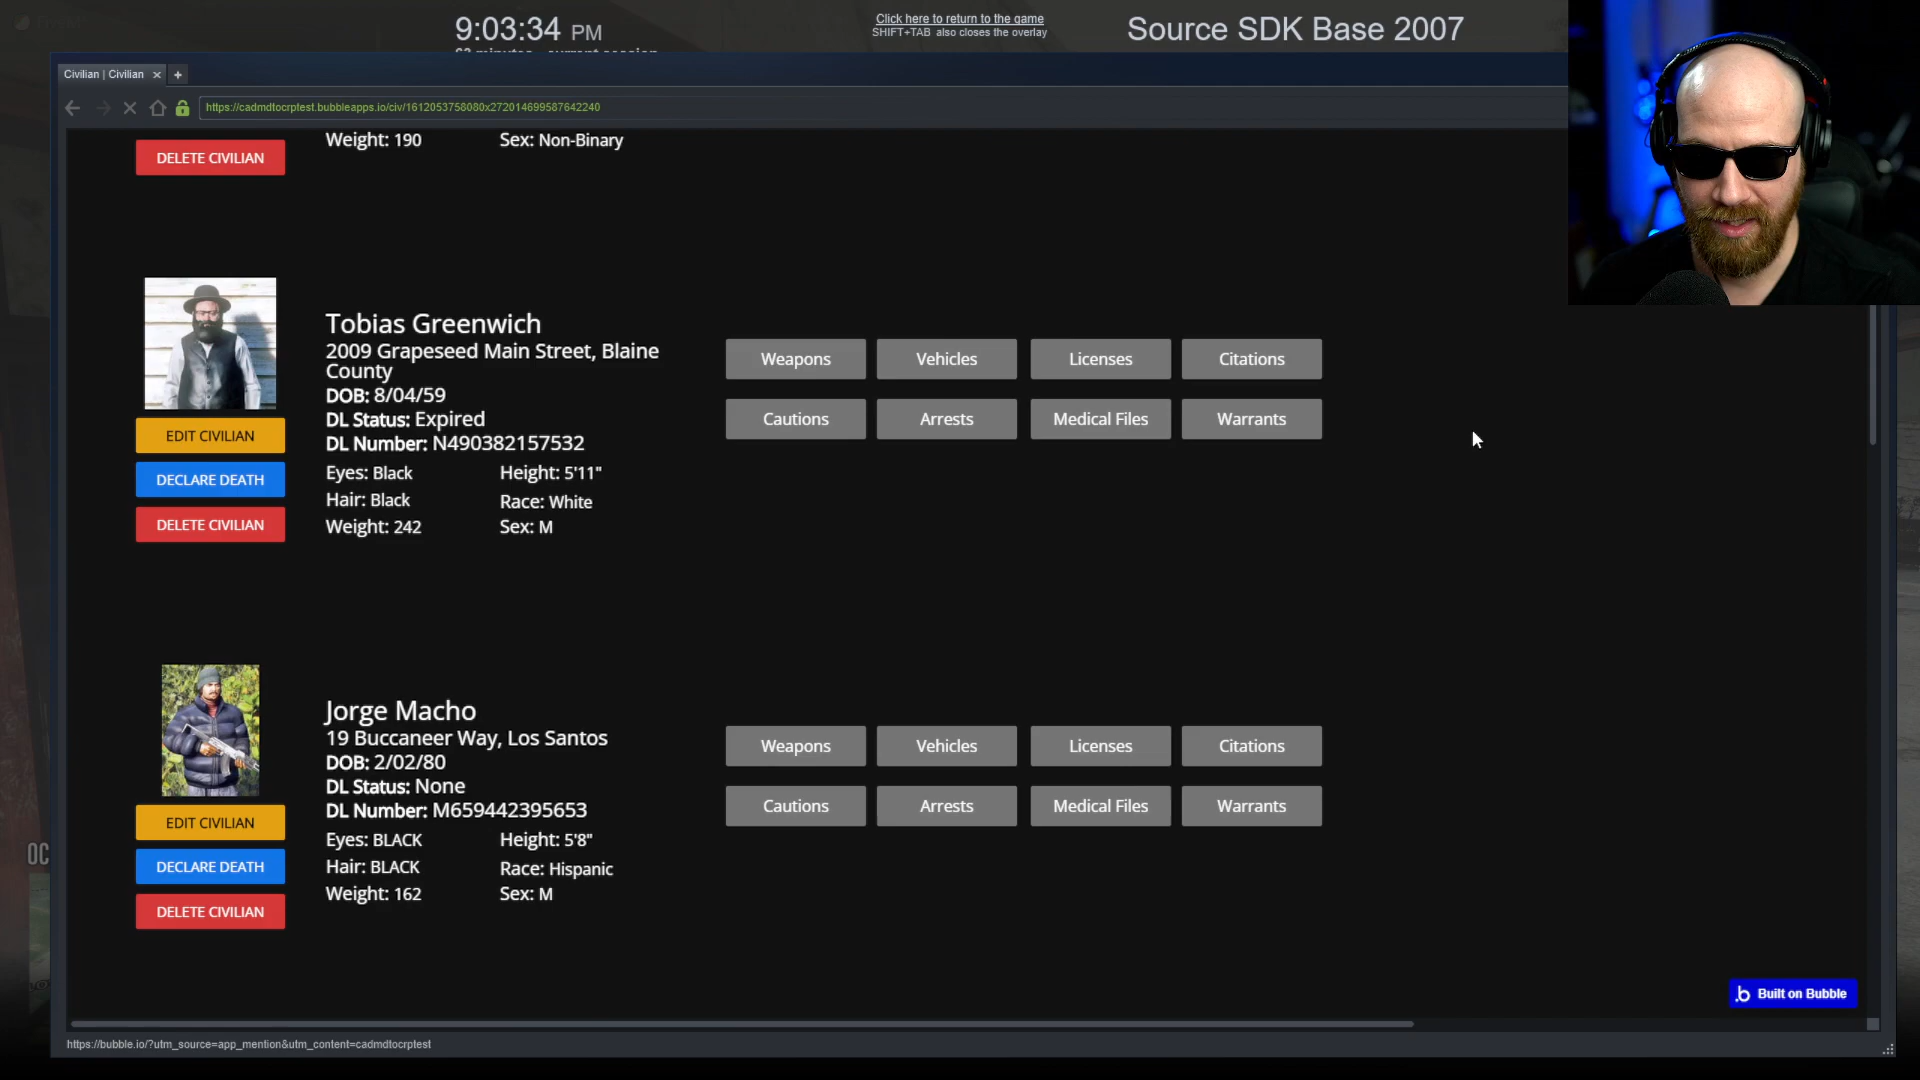 9:03:34 PM
Click here to return to the game
SHIFT+TAB also closes the overlay
Source SDK Base 2007
Civilian | Civilian
https://cadmdtocrptest.bubbleapps.io/civ/1612053758080x272014699587642240
DELETE CIVILIAN
Weight: 190 Sex: Non-Binary
Tobias Greenwich
2009 Grapeseed Main Street, Blaine
County
DOB: 8/04/59
DL Status: Expired
DL Number: N490382157532
Eyes: Black Height: 5'11"
Hair: Black Race: White
Weight: 242 Sex: M
EDIT CIVILIAN
DECLARE DEATH
DELETE CIVILIAN
Weapons Vehicles Licenses Citations
Cautions Arrests Medical Files Warrants
Jorge Macho
19 Buccaneer Way, Los Santos
DOB: 2/02/80
DL Status: None
DL Number: M659442395653
Eyes: BLACK Height: 5'8"
Hair: BLACK Race: Hispanic
Weight: 162 Sex: M
EDIT CIVILIAN
DECLARE DEATH
DELETE CIVILIAN
Weapons Vehicles Licenses Citations
Cautions Arrests Medical Files Warrants
OC
Built on Bubble
https://bubble.io/?utm_source=app_mention&utm_content=cadmdtocrptest